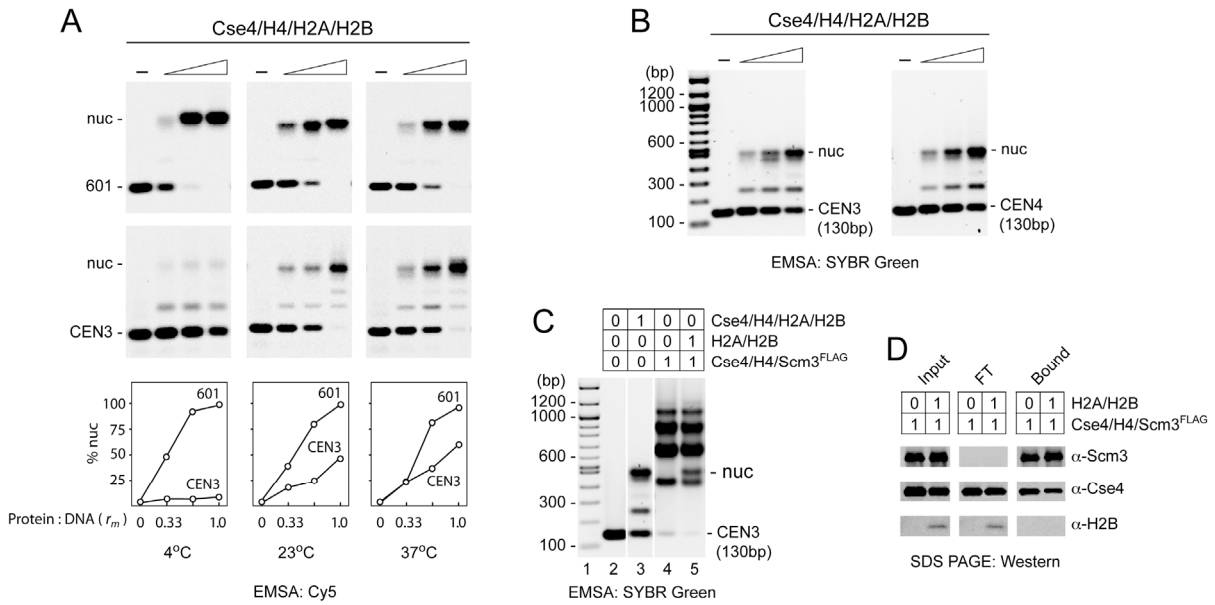 A
Cse4/H4/H2A/H2B
– – –
nuc -
601 -
nuc -
CEN3 -
% nuc
100
75
50
25
601
CEN3
601
CEN3
601
CEN3
Protein : DNA ( rm )
0 0.33 1.0
0 0.33 1.0
0 0.33 1.0
4°C
23°C
37°C
EMSA: Cy5
B
Cse4/H4/H2A/H2B
– –
(bp)
1200 -
1000 -
600 -
300 -
100 -
- nuc
- CEN3
(130bp)
- nuc
- CEN4
(130bp)
EMSA: SYBR Green
C
0 1 0 0 Cse4/H4/H2A/H2B
0 0 0 1 H2A/H2B
0 0 1 1 Cse4/H4/Scm3FLAG
(bp)
1200 -
1000 -
600 -
300 -
100 -
- nuc
- CEN3
(130bp)
1 2 3 4 5
EMSA: SYBR Green
D
Input FT Bound
0 1 0 1 0 1 H2A/H2B
1 1 1 1 1 1 Cse4/H4/Scm3FLAG
α-Scm3
α-Cse4
α-H2B
SDS PAGE: Western